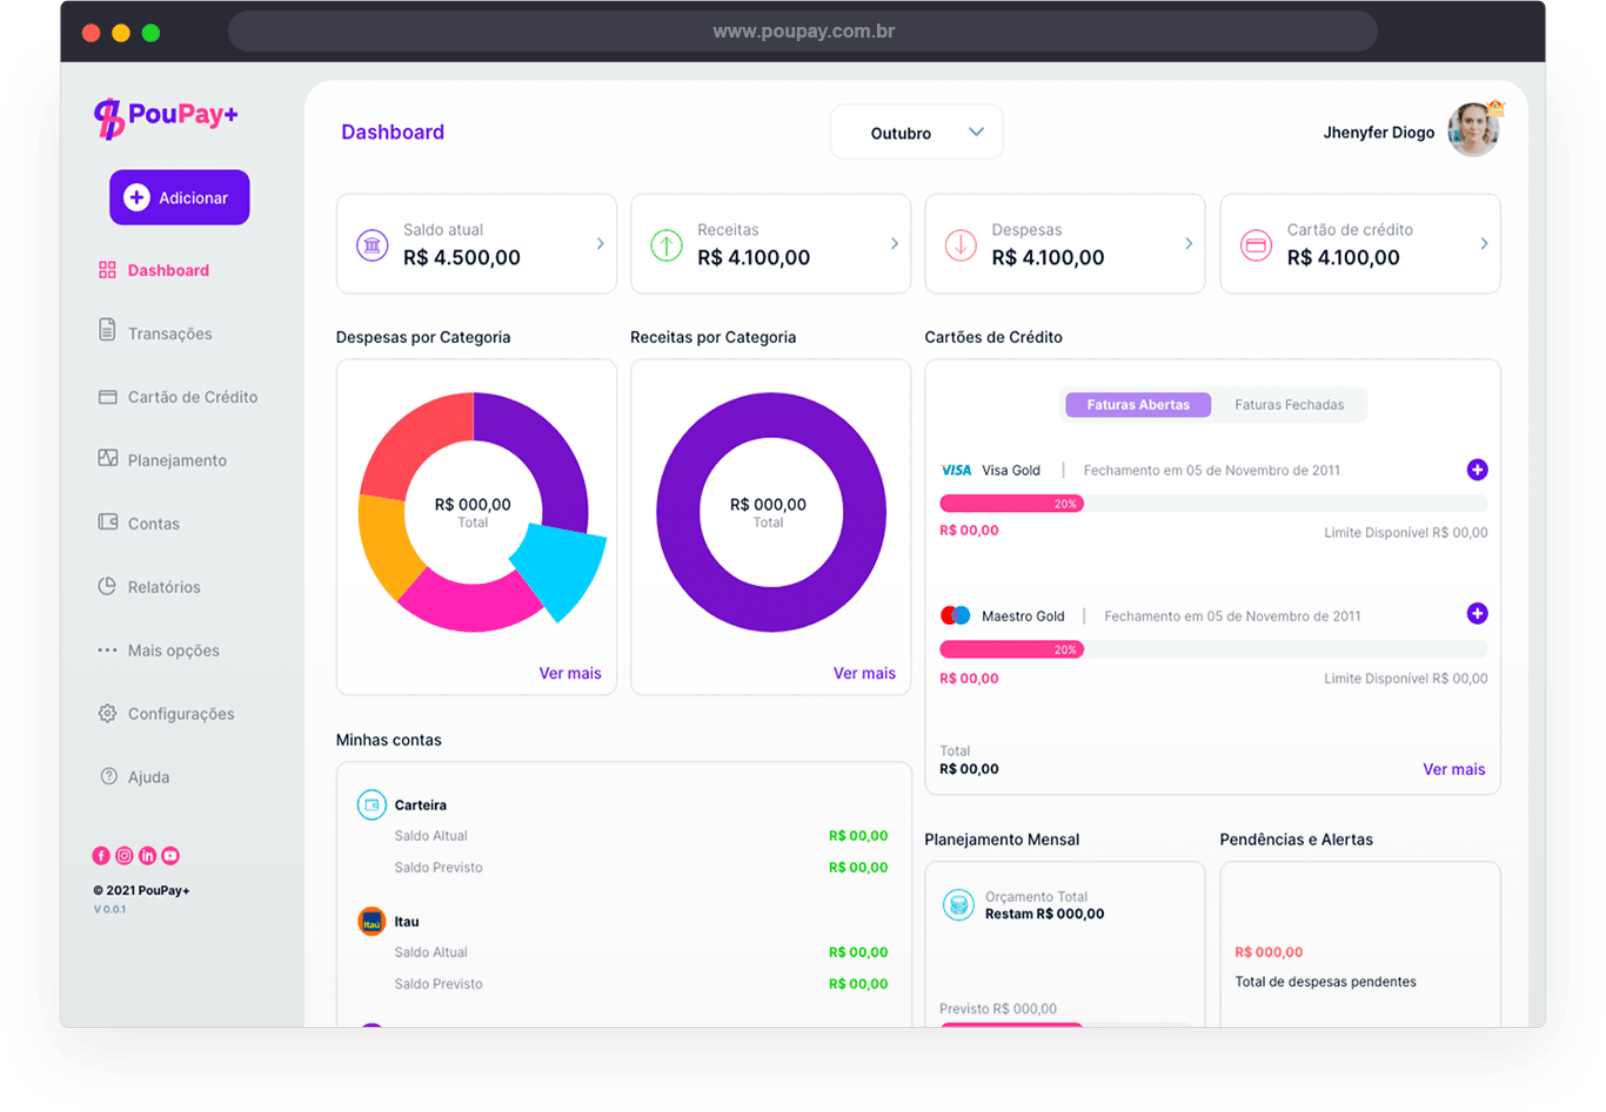 www.poupay.com.br
PouPay+
Adicionar
Dashboard
Transações
Cartão de Crédito
Planejamento
Contas
Relatórios
Mais opções
Configurações
Ajuda
© 2021 PouPay+
V 0.0.1
Dashboard
Outubro
Jhenyfer Diogo
Saldo atual
R$ 4.500,00
Receitas
R$ 4.100,00
Despesas
R$ 4.100,00
Cartão de crédito
R$ 4.100,00
Despesas por Categoria
R$ 000,00
Total
Ver mais
Receitas por Categoria
R$ 000,00
Total
Ver mais
Cartões de Crédito
Faturas Abertas
Faturas Fechadas
VISA Visa Gold | Fechamento em 05 de Novembro de 2011
20%
R$ 00,00
Limite Disponível R$ 00,00
Maestro Gold | Fechamento em 05 de Novembro de 2011
20%
R$ 00,00
Limite Disponível R$ 00,00
Total
R$ 00,00
Ver mais
Minhas contas
Carteira
Saldo Altual R$ 00,00
Saldo Previsto R$ 00,00
Itaú Itau
Saldo Altual R$ 00,00
Saldo Previsto R$ 00,00
Planejamento Mensal
Orçamento Total
Restam R$ 000,00
Previsto R$ 000,00
Pendências e Alertas
R$ 000,00
Total de despesas pendentes